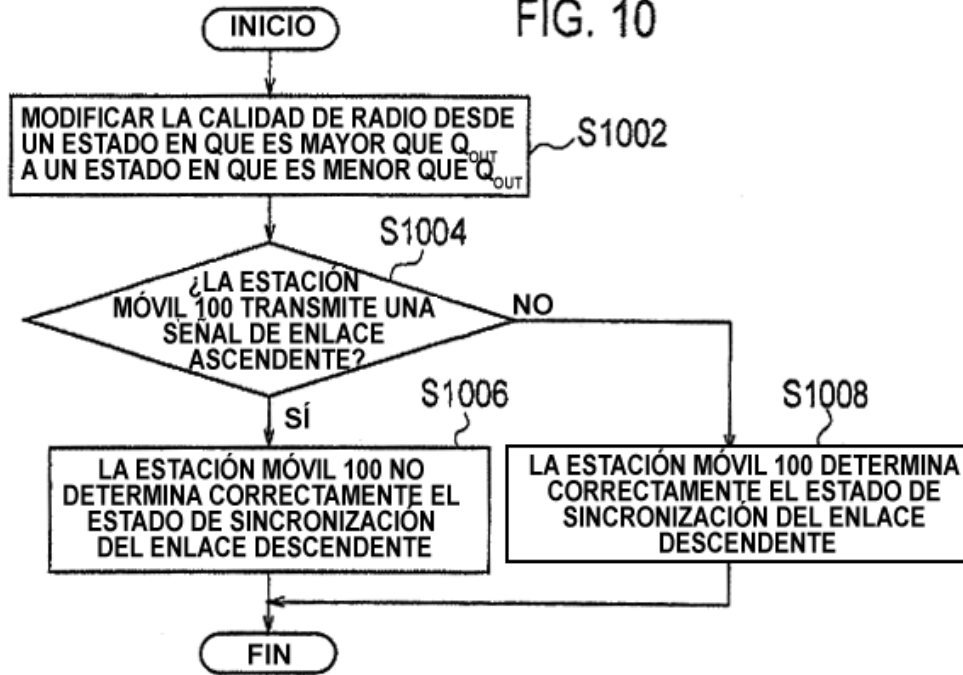 FIG. 10
INICIO
MODIFICAR LA CALIDAD DE RADIO DESDE
UN ESTADO EN QUE ES MAYOR QUE QOUT
A UN ESTADO EN QUE ES MENOR QUE QOUT
S1002
S1004
¿LA ESTACIÓN
MÓVIL 100 TRANSMITE UNA
SEÑAL DE ENLACE
ASCENDENTE?
NO
SÍ
S1006
LA ESTACIÓN MÓVIL 100 NO
DETERMINA CORRECTAMENTE EL
ESTADO DE SINCRONIZACIÓN
DEL ENLACE DESCENDENTE
S1008
LA ESTACIÓN MÓVIL 100 DETERMINA
CORRECTAMENTE EL ESTADO DE
SINCRONIZACIÓN DEL ENLACE
DESCENDENTE
FIN